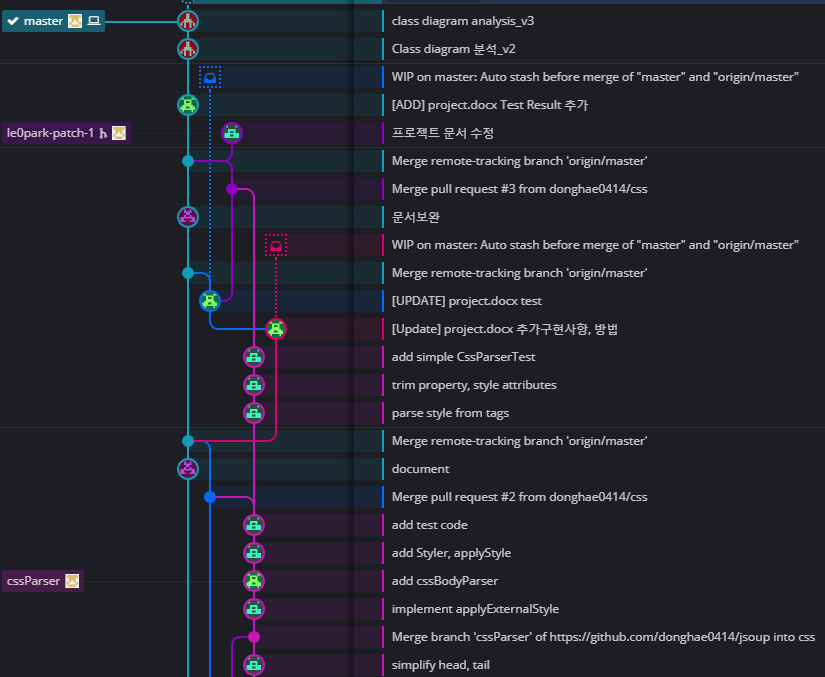 master
class diagram analysis_v3
Class diagram 분석_v2
WIP on master: Auto stash before merge of "master" and "origin/master"
[ADD] project.docx Test Result 추가
le0park-patch-1
프로젝트 문서 수정
Merge remote-tracking branch 'origin/master'
Merge pull request #3 from donghae0414/css
문서보완
WIP on master: Auto stash before merge of "master" and "origin/master"
Merge remote-tracking branch 'origin/master'
[UPDATE] project.docx test
[Update] project.docx 추가구현사항, 방법
add simple CssParserTest
trim property, style attributes
parse style from tags
Merge remote-tracking branch 'origin/master'
document
Merge pull request #2 from donghae0414/css
add test code
add Styler, applyStyle
cssParser
add cssBodyParser
implement applyExternalStyle
Merge branch 'cssParser' of https://github.com/donghae0414/jsoup into css
simplify head, tail